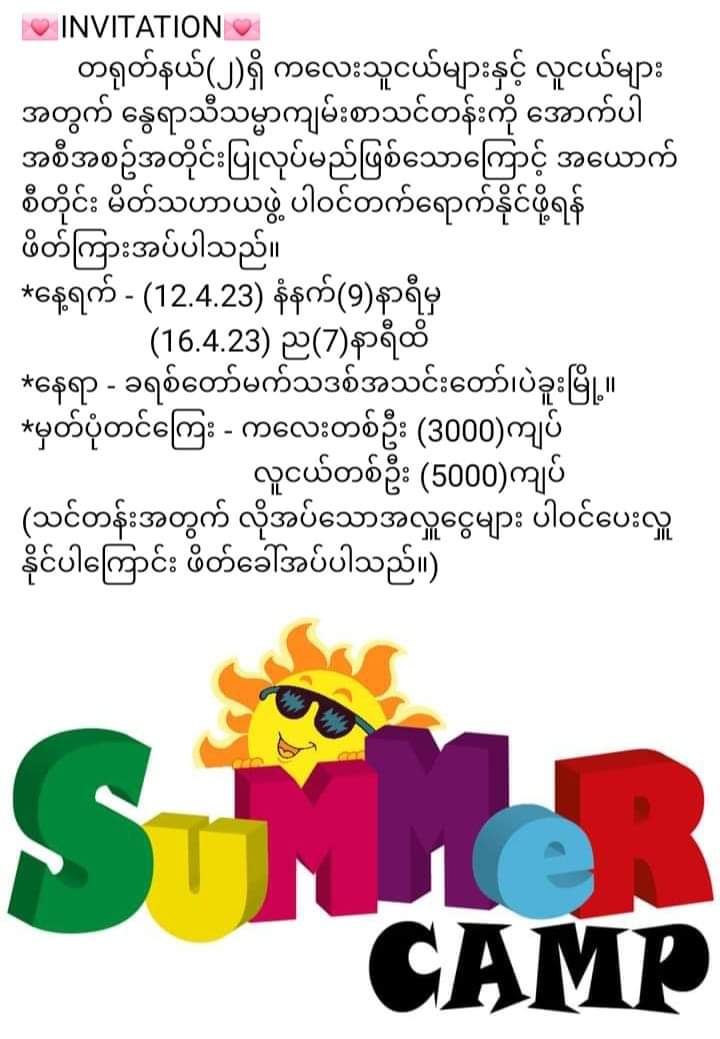 💌INVITATION💌
တရုတ်နယ်(၂)ရှိ ကလေးသူငယ်များနှင့် လူငယ်များ
အတွက် နွေရာသီသမ္မာကျမ်းစာသင်တန်းကို အောက်ပါ
အစီအစဉ်အတိုင်းပြုလုပ်မည်ဖြစ်သောကြောင့် အယောက်
စီတိုင်း မိတ်သဟာယဖွဲ့ ပါဝင်တက်ရောက်နိုင်ဖို့ရန်
ဖိတ်ကြားအပ်ပါသည်။
*နေ့ရက် - (12.4.23) နံနက်(9)နာရီမှ
(16.4.23) ည(7)နာရီထိ
*နေရာ - ခရစ်တော်မက်သဒစ်အသင်းတော်၊ပဲခူးမြို့။
*မှတ်ပုံတင်ကြေး - ကလေးတစ်ဦး (3000)ကျပ်
လူငယ်တစ်ဦး (5000)ကျပ်
(သင်တန်းအတွက် လိုအပ်သောအလှူငွေများ ပါဝင်ပေးလှူ
နိုင်ပါကြောင်း ဖိတ်ခေါ်အပ်ပါသည်။)
SuMMeR
CAMP